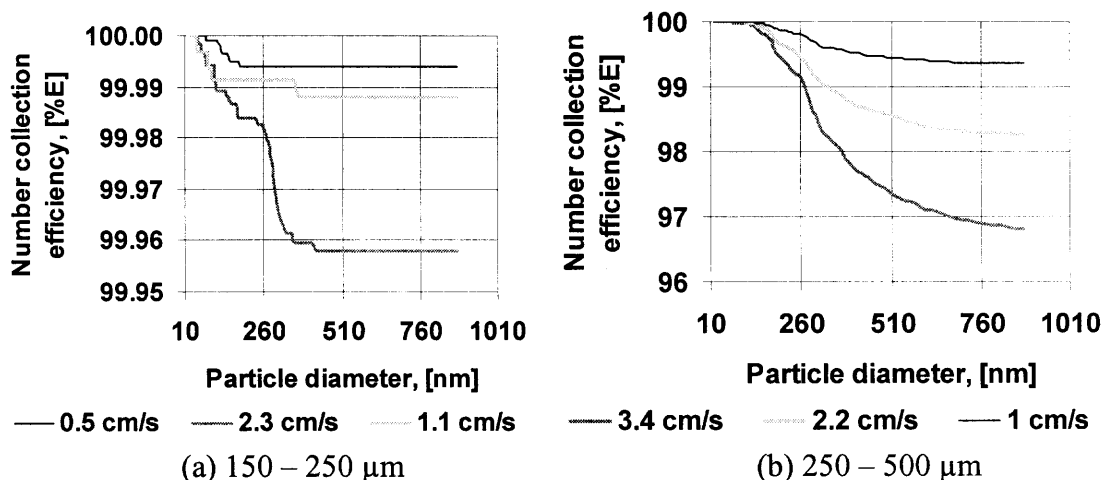 Number collection
efficiency, [%E]
100.00
99.99
99.98
99.97
99.96
99.95
10 260 510 760 1010
Particle diameter, [nm]
0.5 cm/s 2.3 cm/s 1.1 cm/s
(a) 150 – 250 µm
Number collection
efficiency, [%E]
100
99
98
97
96
10 260 510 760 1010
Particle diameter, [nm]
3.4 cm/s 2.2 cm/s 1 cm/s
(b) 250 – 500 µm